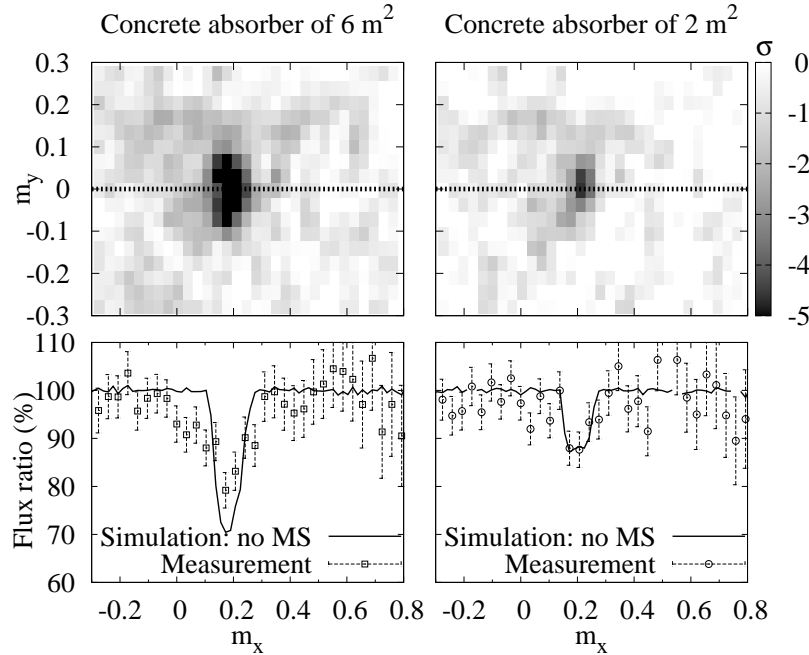 Concrete absorber of 6 m²
Concrete absorber of 2 m²
σ
0.3
0.2
0.1
0
-0.1
-0.2
-0.3
m_y
0
-1
-2
-3
-4
-5
110
100
90
80
70
60
Flux ratio (%)
Simulation: no MS
Measurement
Simulation: no MS
Measurement
-0.2 0 0.2 0.4 0.6 0.8
-0.2 0 0.2 0.4 0.6 0.8
m_x
m_x